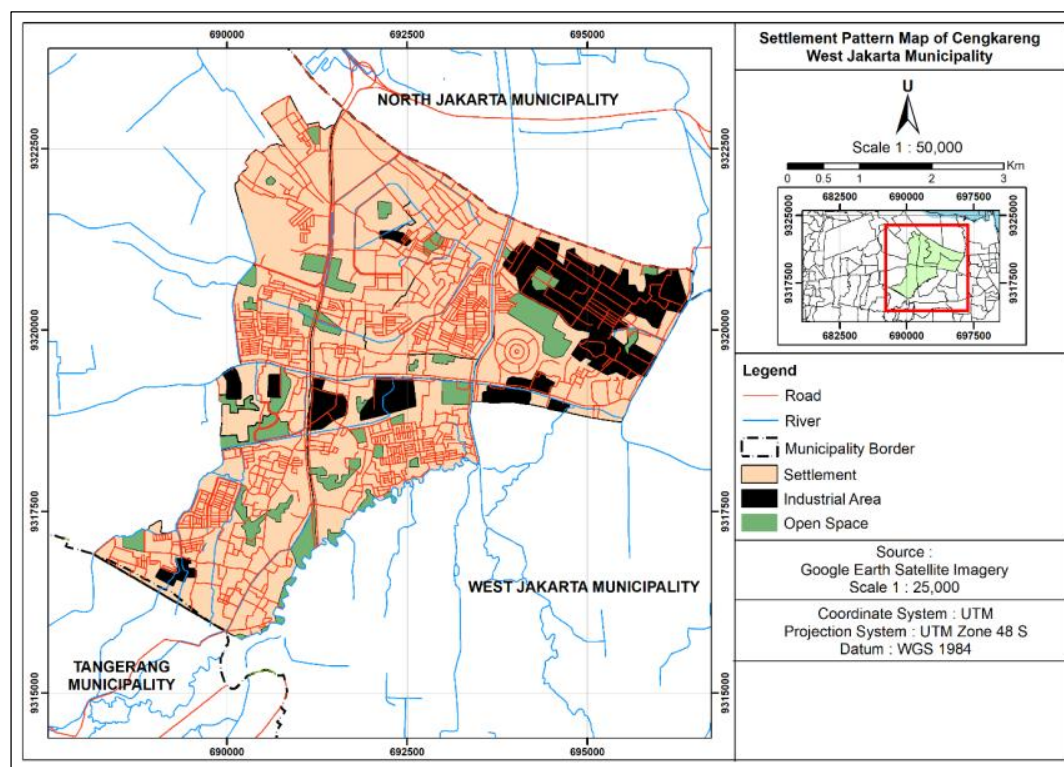 Settlement Pattern Map of Cengkareng
West Jakarta Municipality
U
Scale 1 : 50,000
Km
0 0.5 1 2 3
682500 690000 697500
9325000 9325000
9317500 9317500
682500 690000 697500
Legend
Road
River
Municipality Border
Settlement
Industrial Area
Open Space
Source :
Google Earth Satellite Imagery
Scale 1 : 25,000
Coordinate System : UTM
Projection System : UTM Zone 48 S
Datum : WGS 1984
690000 692500 695000
NORTH JAKARTA MUNICIPALITY
9322500 9322500
9320000 9320000
9317500 9317500
WEST JAKARTA MUNICIPALITY
TANGERANG
MUNICIPALITY
9315000 9315000
690000 692500 695000